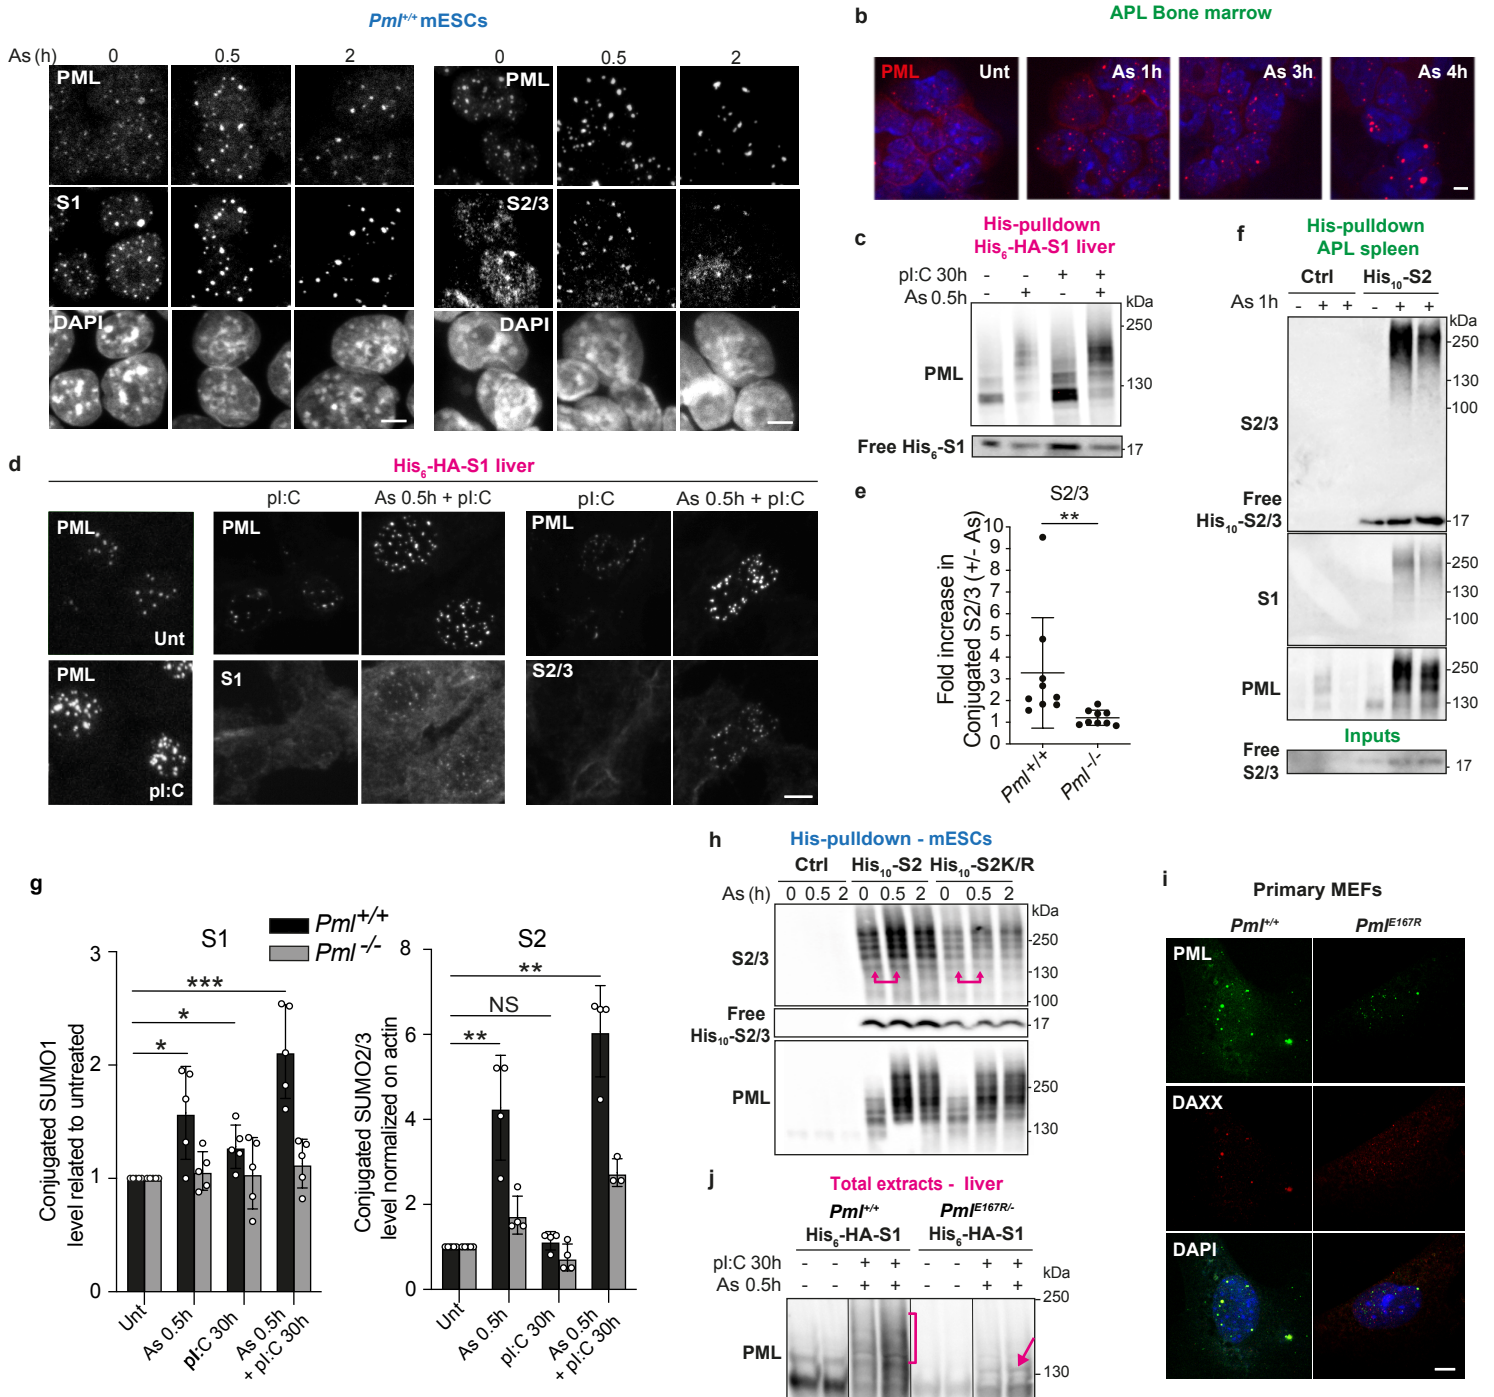 Pml+/+ mESCs
As (h) 0 0.5 2 0 0.5 2
PML
S1
DAPI
PML
S2/3
DAPI
b
APL Bone marrow
PML Unt As 1h As 3h As 4h
c
His-pulldown
His6-HA-S1 liver
pI:C 30h - - + +
As 0.5h - + - +
kDa
250
130
PML
Free His6-S1
17
f
His-pulldown
APL spleen
Ctrl His10-S2
As 1h - + + - + +
kDa
250
130
100
S2/3
Free
His10-S2/3
17
S1
250
130
100
PML
250
130
Inputs
Free
S2/3
17
d
His6-HA-S1 liver
pI:C As 0.5h + pI:C pI:C As 0.5h + pI:C
PML
Unt
PML
pI:C
PML
S1
PML
S2/3
e
S2/3
**
Fold increase in
Conjugated S2/3 (+/- As)
10
9
8
7
6
5
4
3
2
1
0
Pml+/+ Pml-/-
g
Pml+/+
Pml-/-
S1
Conjugated SUMO1
level related to untreated
3
2
1
0
***
*
*
Unt
As 0.5h
pI:C 30h
As 0.5h
+ pI:C 30h
S2
Conjugated SUMO2/3
level normalized on actin
8
6
4
2
0
**
NS
**
Unt
As 0.5h
pI:C 30h
As 0.5h
+ pI:C 30h
h
His-pulldown - mESCs
Ctrl His10-S2 His10-S2K/R
As (h) 0 0.5 2 0 0.5 2 0 0.5 2
kDa
250
130
100
S2/3
Free
His10-S2/3
17
PML
250
130
i
Primary MEFs
Pml+/+ PmlE167R
PML
DAXX
DAPI
j
Total extracts - liver
Pml+/+ PmlE167R/-
His6-HA-S1 His6-HA-S1
pI:C 30h - - + + - - + +
As 0.5h - - + + - - + +
kDa
250
130
PML